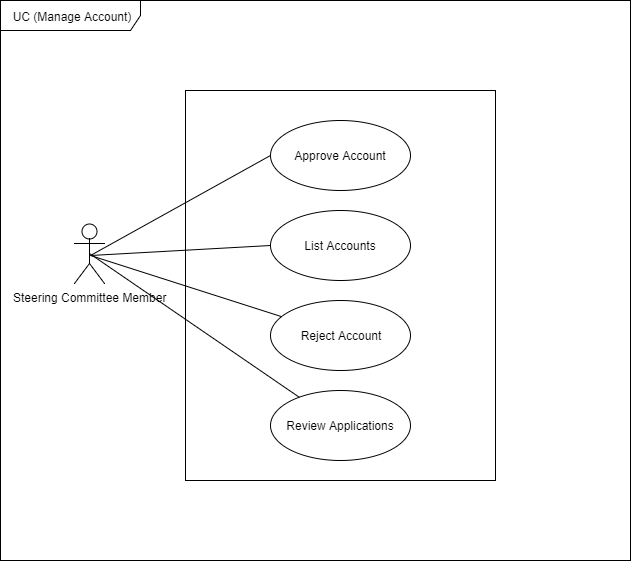 UC (Manage Account)
Approve Account
List Accounts
Steering Committee Member
Reject Account
Review Applications